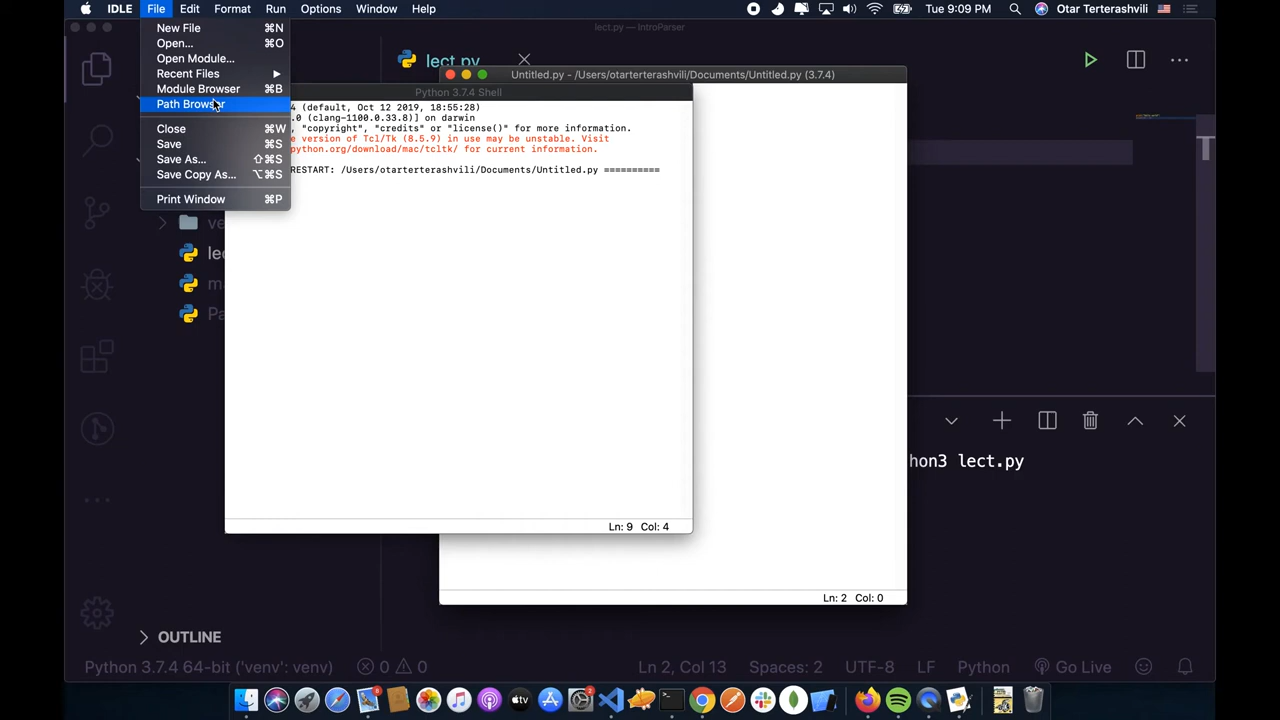 IDLE File Edit Format Run Options Window Help Tue 9:09 PM Otar Terterashvili
lect.py — IntroParser
New File ⌘N
Open... ⌘O
Open Module...
Recent Files ▶
Module Browser ⌘B
Path Browser
Close ⌘W
Save ⌘S
Save As... ⇧⌘S
Save Copy As... ⌥⌘S
Print Window ⌘P
lect.py
Untitled.py - /Users/otarterterashvili/Documents/Untitled.py (3.7.4)
Python 3.7.4 Shell
4 (default, Oct 12 2019, 18:55:28)
.0 (clang-1100.0.33.8)] on darwin
, "copyright", "credits" or "license()" for more information.
e version of Tcl/Tk (8.5.9) in use may be unstable. Visit
python.org/download/mac/tcltk/ for current information.
RESTART: /Users/otarterterashvili/Documents/Untitled.py ==========
ve
lec
m
Pa
hon3 lect.py
Ln: 9 Col: 4
Ln: 2 Col: 0
OUTLINE
Python 3.7.4 64-bit ('venv': venv) 0 0 Ln 2, Col 13 Spaces: 2 UTF-8 LF Python Go Live